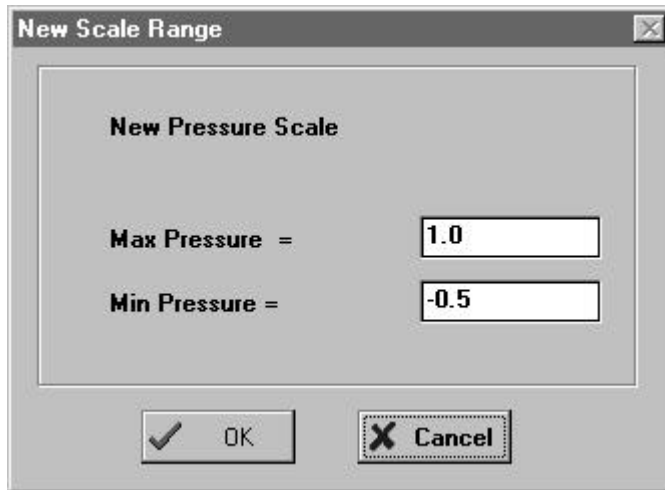 New Scale Range
New Pressure Scale
Max Pressure = 1.0
Min Pressure = -0.5
OK Cancel